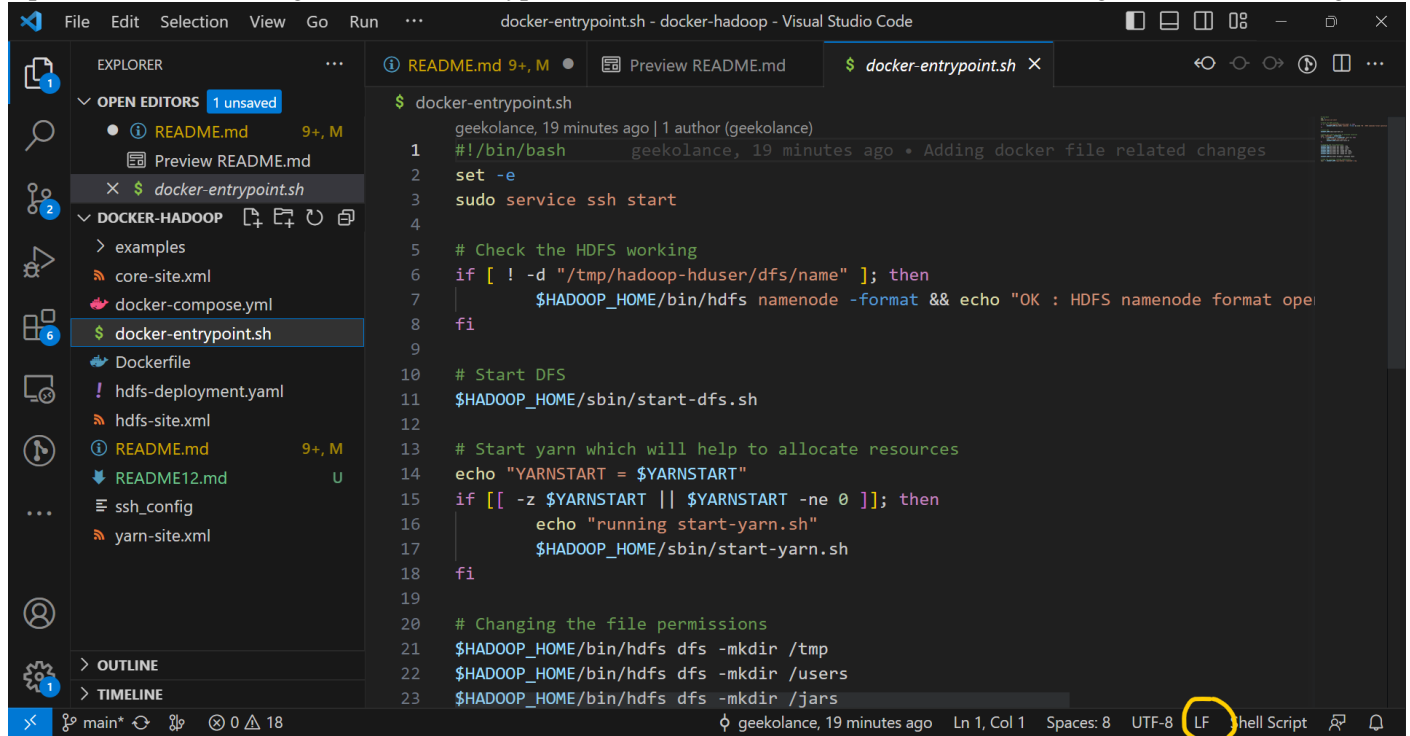 File Edit Selection View Go Run ··· docker-entrypoint.sh - docker-hadoop - Visual Studio Code
EXPLORER ···
OPEN EDITORS 1 unsaved
README.md 9+, M
Preview README.md
$ docker-entrypoint.sh
DOCKER-HADOOP
examples
core-site.xml
docker-compose.yml
$ docker-entrypoint.sh
Dockerfile
! hdfs-deployment.yaml
hdfs-site.xml
README.md 9+, M
README12.md U
ssh_config
yarn-site.xml
OUTLINE
TIMELINE
1
2
6
1
README.md 9+, M Preview README.md $ docker-entrypoint.sh
$ docker-entrypoint.sh
geekolance, 19 minutes ago | 1 author (geekolance)
1 #!/bin/bash geekolance, 19 minutes ago • Adding docker file related changes
2 set -e
3 sudo service ssh start
4
5 # Check the HDFS working
6 if [ ! -d "/tmp/hadoop-hduser/dfs/name" ]; then
7 $HADOOP_HOME/bin/hdfs namenode -format && echo "OK : HDFS namenode format ope
8 fi
9
10 # Start DFS
11 $HADOOP_HOME/sbin/start-dfs.sh
12
13 # Start yarn which will help to allocate resources
14 echo "YARNSTART = $YARNSTART"
15 if [[ -z $YARNSTART || $YARNSTART -ne 0 ]]; then
16 echo "running start-yarn.sh"
17 $HADOOP_HOME/sbin/start-yarn.sh
18 fi
19
20 # Changing the file permissions
21 $HADOOP_HOME/bin/hdfs dfs -mkdir /tmp
22 $HADOOP_HOME/bin/hdfs dfs -mkdir /users
23 $HADOOP_HOME/bin/hdfs dfs -mkdir /jars
main* 0 18 geekolance, 19 minutes ago Ln 1, Col 1 Spaces: 8 UTF-8 LF Shell Script